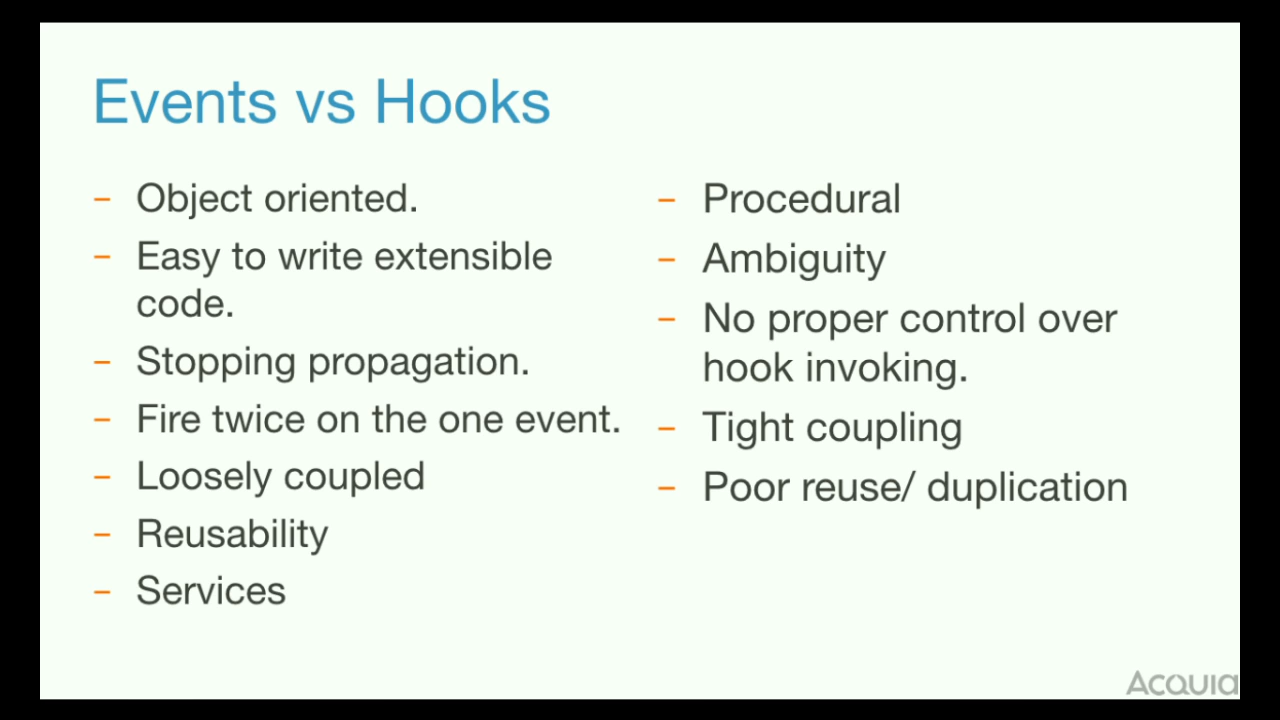 Events vs Hooks
– Object oriented.
– Easy to write extensible
code.
– Stopping propagation.
– Fire twice on the one event.
– Loosely coupled
– Reusability
– Services
– Procedural
– Ambiguity
– No proper control over
hook invoking.
– Tight coupling
– Poor reuse/ duplication
Acquia